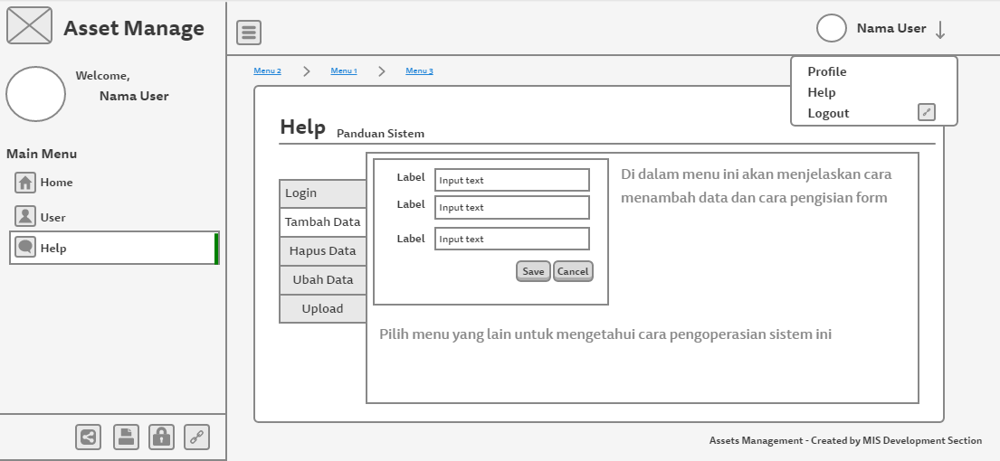 Asset Manage
Welcome,
Nama User
Main Menu
Home
User
Help
Nama User
Profile
Help
Logout
Menu 2
Menu 1
Menu 3
Help Panduan Sistem
Login
Tambah Data
Hapus Data
Ubah Data
Upload
Label Input text
Label Input text
Label Input text
Save Cancel
Di dalam menu ini akan menjelaskan cara
menambah data dan cara pengisian form
Pilih menu yang lain untuk mengetahui cara pengoperasian sistem ini
Assets Management - Created by MIS Development Section